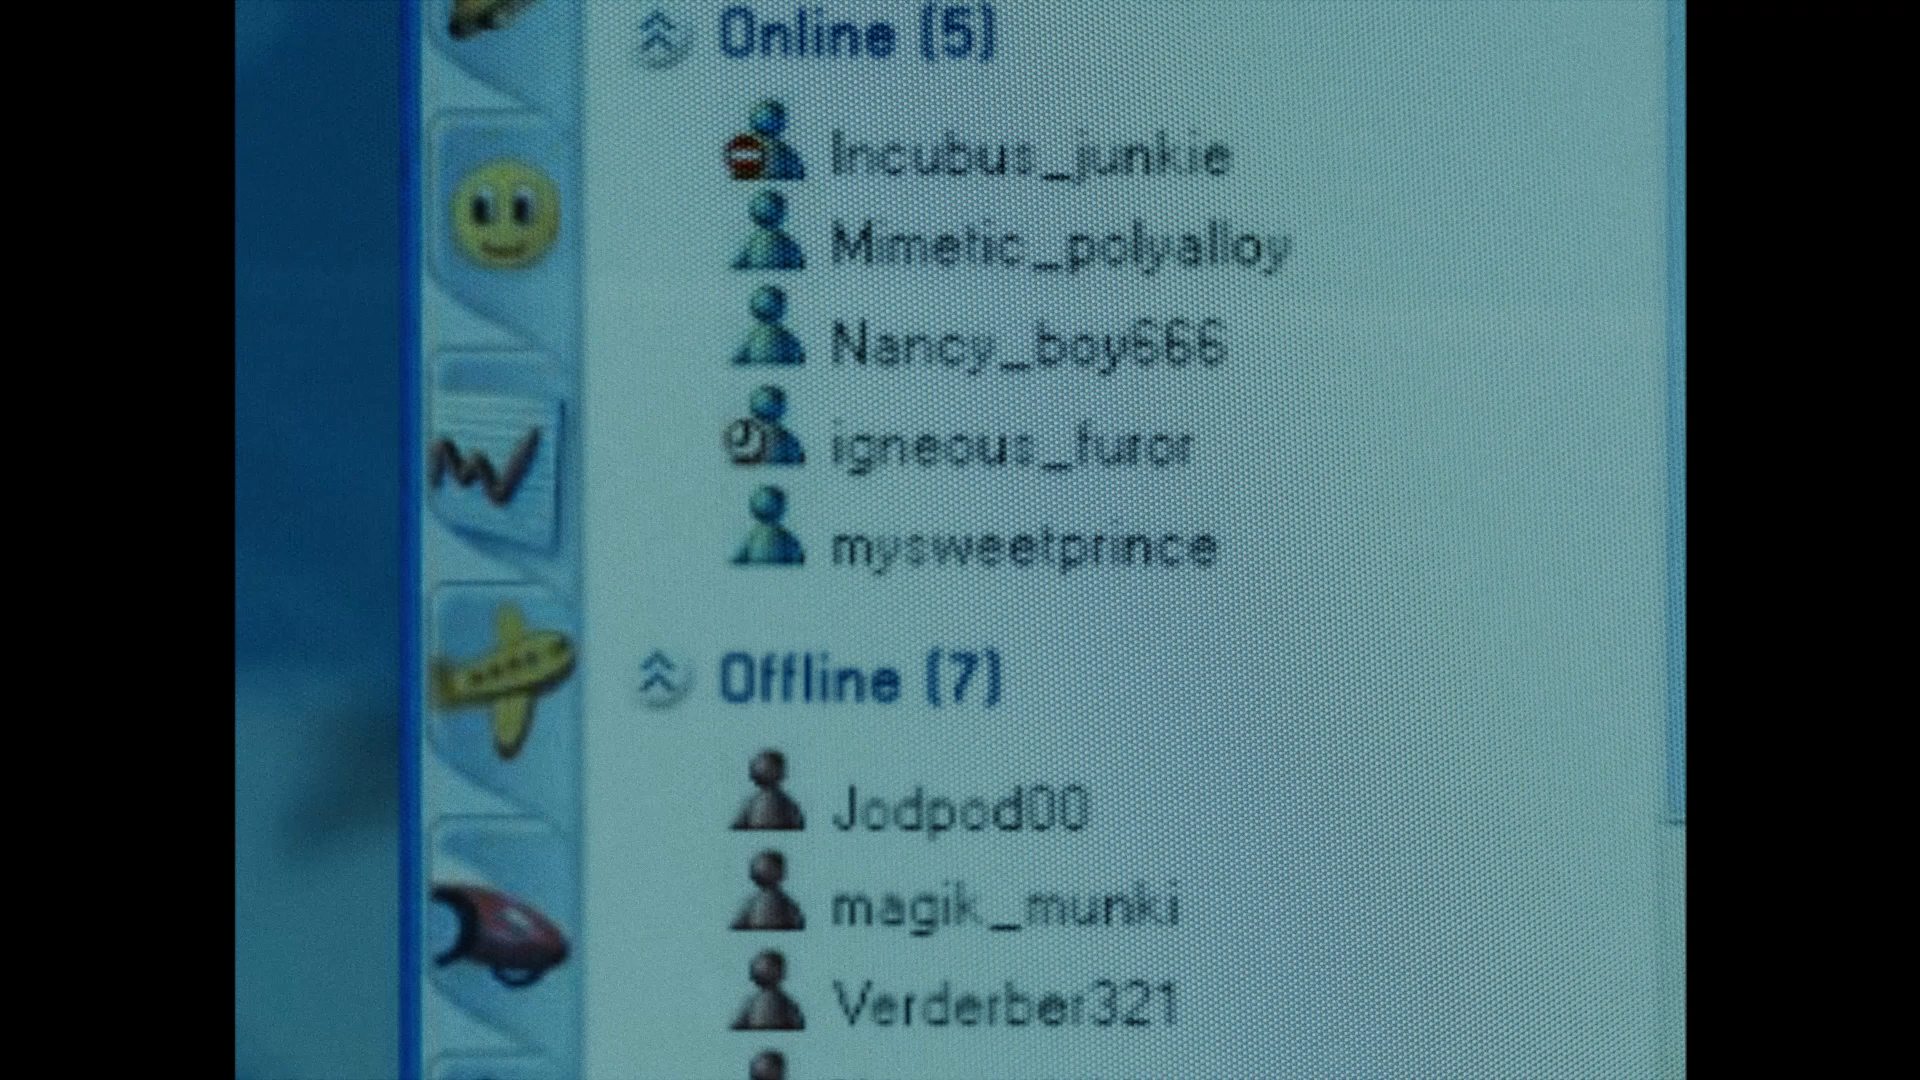 Online (5)
Incubus_junkie
Mimetic_polyalloy
Nancy_boy666
igneous_furor
mysweetprince
Offline (7)
Jodpod00
magik_munki
Verderber321